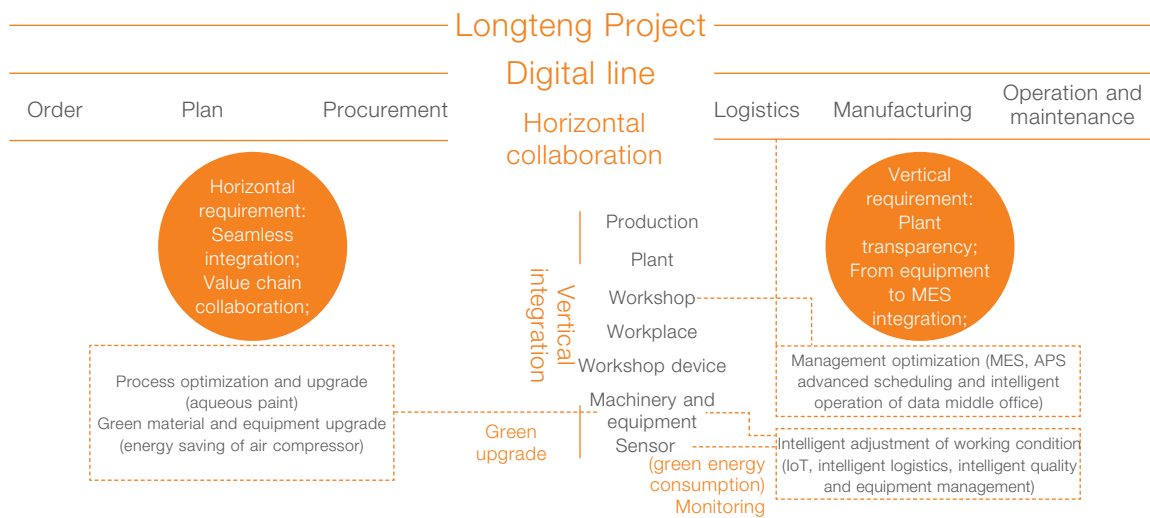 Longteng Project
Digital line
Order
Plan
Procurement
Horizontal
collaboration
Logistics
Manufacturing
Operation and
maintenance
Horizontal
requirement:
Seamless
integration;
Value chain
collaboration;
Vertical
requirement:
Plant
transparency;
From equipment
to MES
integration;
Vertical
integration
Production
Plant
Workshop
Workplace
Workshop device
Machinery and
equipment
Sensor
Process optimization and upgrade
(aqueous paint)
Green material and equipment upgrade
(energy saving of air compressor)
Green
upgrade
(green energy
consumption)
Monitoring
Management optimization (MES, APS
advanced scheduling and intelligent
operation of data middle office)
Intelligent adjustment of working condition
(IoT, intelligent logistics, intelligent quality
and equipment management)